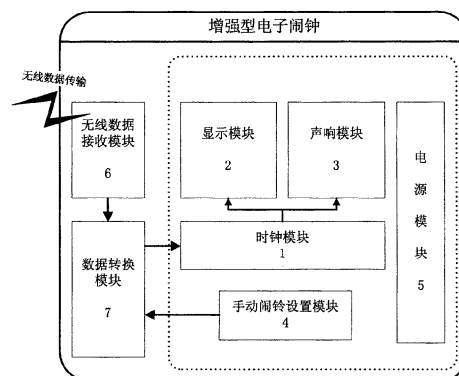 增强型电子闹钟
无线数据传输
无线数据
接收模块
6
显示模块
2
声响模块
3
电
源
模
块
5
数据转换
模块
7
时钟模块
1
手动闹铃设置模块
4